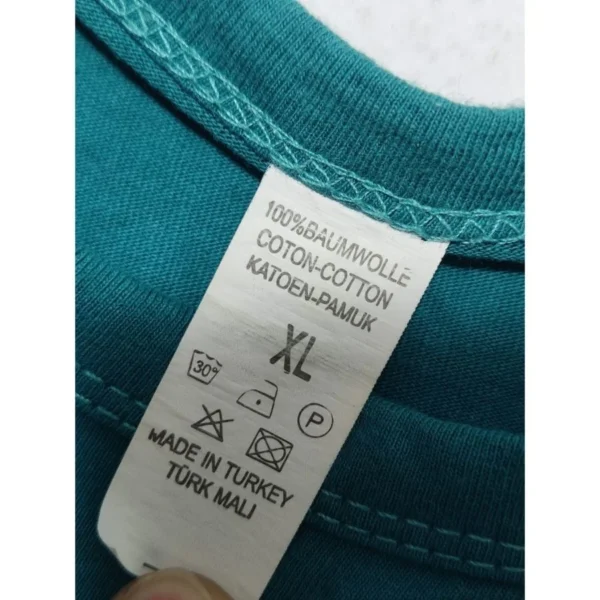 100%BAUMWOLLE
COTON-COTTON
KATOEN-PAMUK
XL
30°
P
MADE IN TURKEY
TÜRK MALI